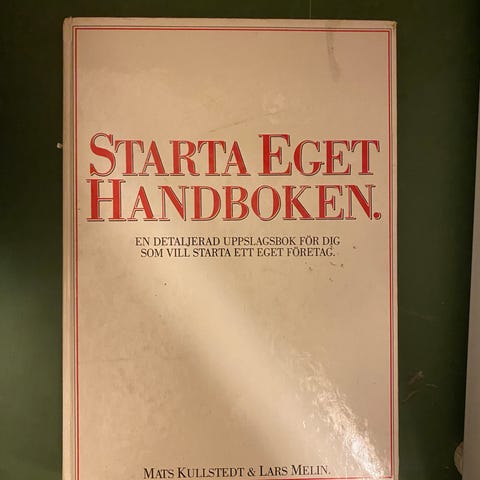 STARTA EGET
HANDBOKEN.
EN DETALJERAD UPPSLAGSBOK FÖR DIG
SOM VILL STARTA ETT EGET FÖRETAG.
MATS KULLSTEDT & LARS MELIN.